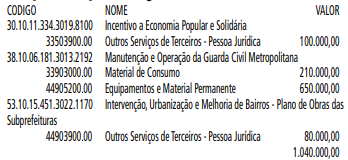 CODIGO NOME VALOR
30.10.11.334.3019.8100 Incentivo a Economia Popular e Solidária
33503900.00 Outros Serviços de Terceiros - Pessoa Jurídica 100.000,00
38.10.06.181.3013.2192 Manutenção e Operação da Guarda Civil Metropolitana
33903000.00 Material de Consumo 210.000,00
44905200.00 Equipamentos e Material Permanente 650.000,00
53.10.15.451.3022.1170 Intervenção, Urbanização e Melhoria de Bairros - Plano de Obras das
Subprefeituras
44903900.00 Outros Serviços de Terceiros - Pessoa Jurídica 80.000,00
1.040.000,00